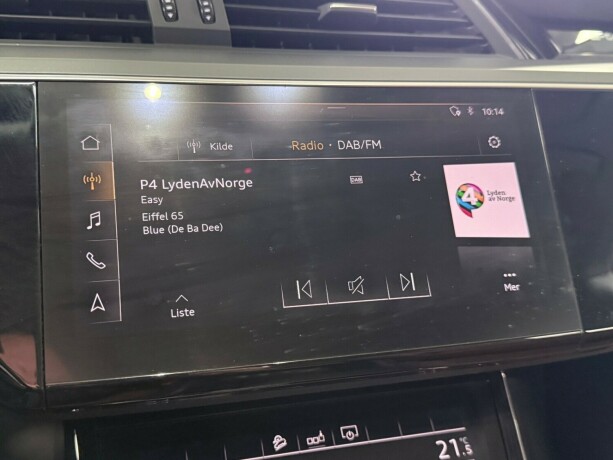 10:14
Kilde
Radio · DAB/FM
P4 LydenAvNorge
DAB
Easy
Eiffel 65
Blue (De Ba Dee)
4 Lyden
av Norge
Liste
Mer
21.5 °C